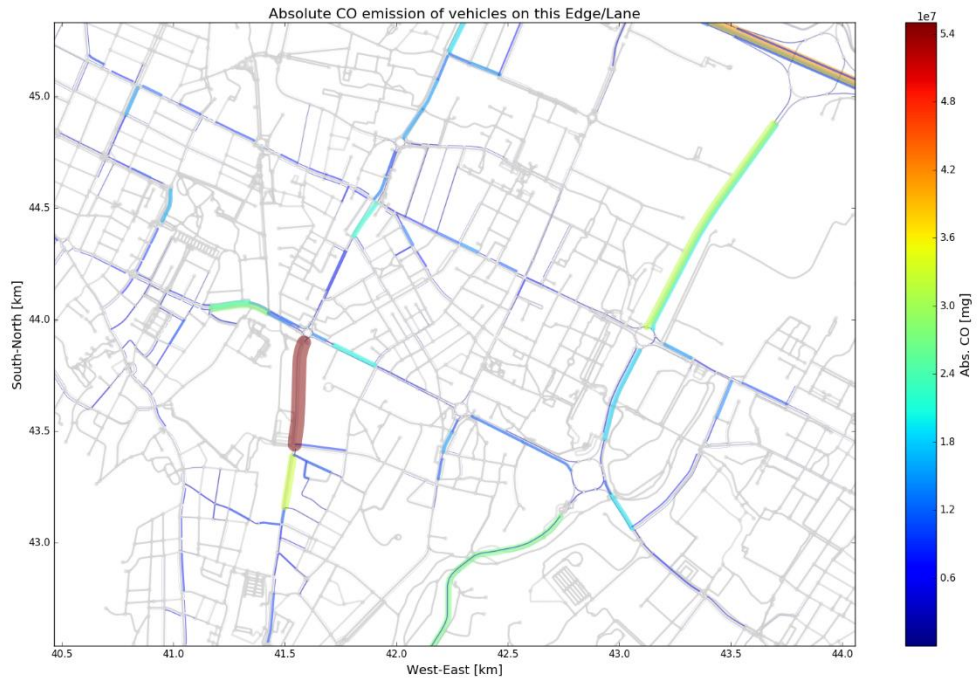 Absolute CO emission of vehicles on this Edge/Lane
1e7
5.4
4.8
4.2
3.6
3.0
2.4
1.8
1.2
0.6
Abs. CO [mg]
45.0
44.5
44.0
43.5
43.0
South-North [km]
40.5 41.0 41.5 42.0 42.5 43.0 43.5 44.0
West-East [km]